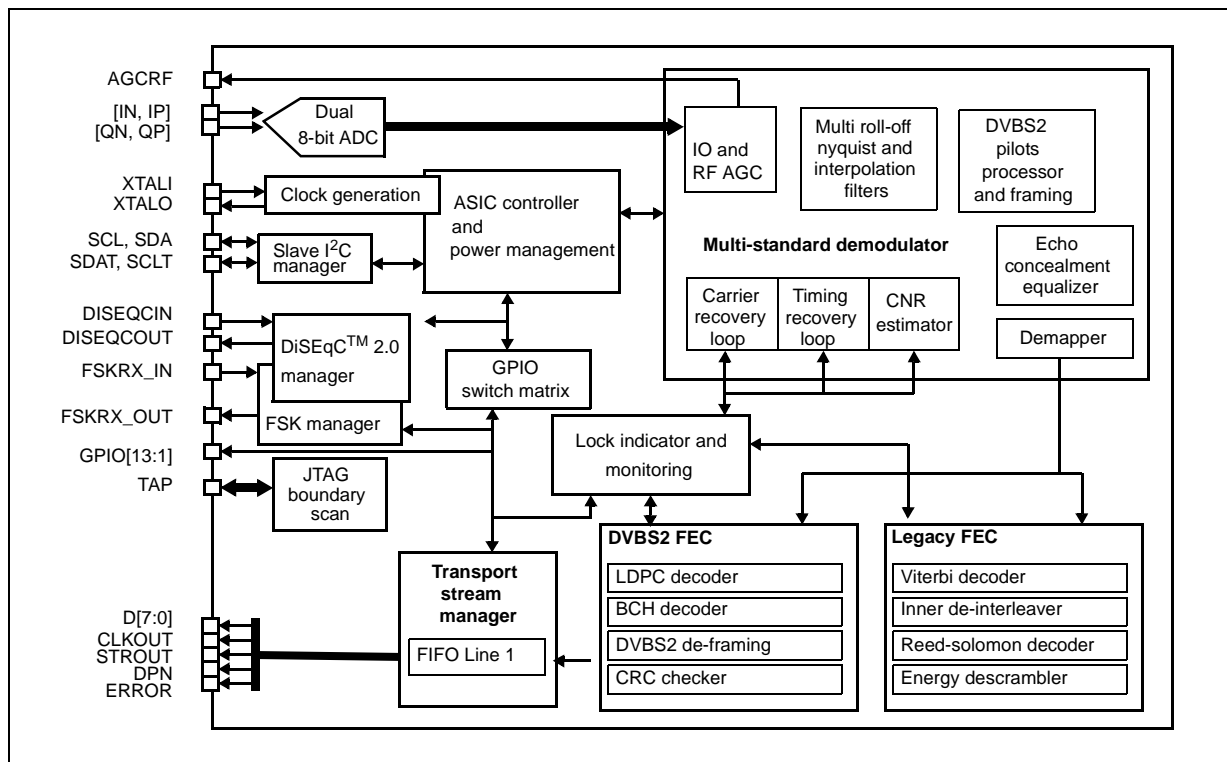 AGCRF
[IN, IP]
[QN, QP]
Dual
8-bit ADC
IO and
RF AGC
Multi roll-off
nyquist and
interpolation
filters
DVBS2
pilots
processor
and framing
XTALI
XTALO
Clock generation
ASIC controller
and
power management
SCL, SDA
SDAT, SCLT
Slave I2C
manager
Multi-standard demodulator
Echo
concealment
equalizer
Carrier
recovery
loop
Timing
recovery
loop
CNR
estimator
Demapper
DISEQCIN
DISEQCOUT
DiSEqC™ 2.0
manager
FSKRX_IN
FSKRX_OUT
FSK manager
GPIO
switch matrix
GPIO[13:1]
TAP
JTAG
boundary
scan
Lock indicator and
monitoring
DVBS2 FEC
LDPC decoder
BCH decoder
DVBS2 de-framing
CRC checker
Legacy FEC
Viterbi decoder
Inner de-interleaver
Reed-solomon decoder
Energy descrambler
Transport
stream
manager
FIFO Line 1
D[7:0]
CLKOUT
STROUT
DPN
ERROR